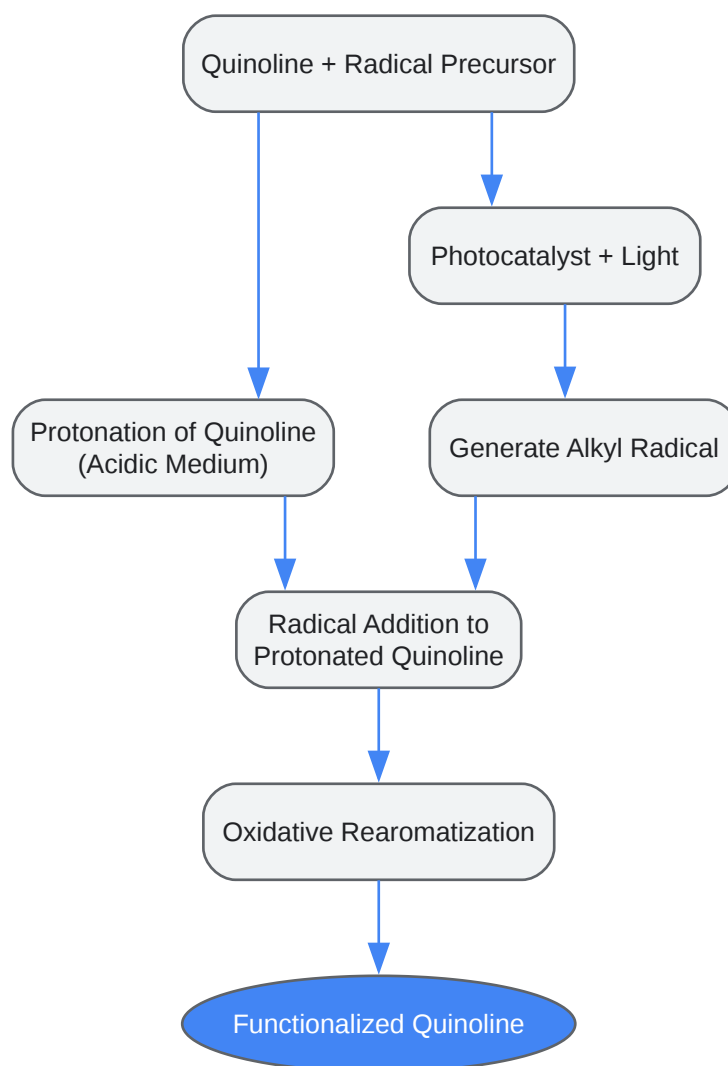 Quinoline + Radical Precursor
Photocatalyst + Light
Protonation of Quinoline
(Acidic Medium)
Generate Alkyl Radical
Radical Addition to
Protonated Quinoline
Oxidative Rearomatization
Functionalized Quinoline